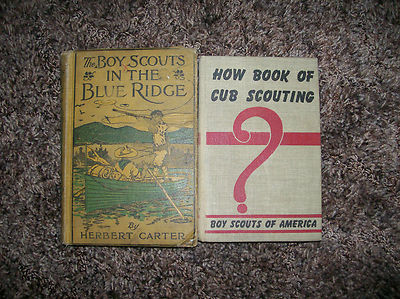 The BOY SCOUTS
IN THE
BLUE RIDGE
By
HERBERT CARTER
HOW BOOK OF
CUB SCOUTING
?
BOY SCOUTS OF AMERICA